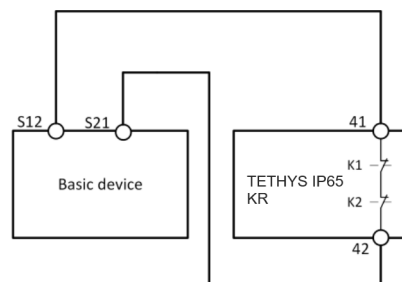 S12
S21
41
Basic device
TETHYS IP65
KR
K1
K2
42